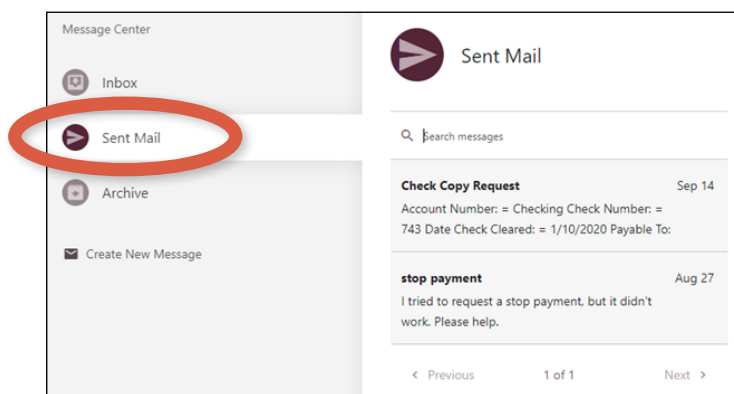 Message Center
Inbox
Sent Mail
Archive
Create New Message
Sent Mail
Search messages
Check Copy Request Sep 14
Account Number: = Checking Check Number: =
743 Date Check Cleared: = 1/10/2020 Payable To:
stop payment Aug 27
I tried to request a stop payment, but it didn't
work. Please help.
< Previous 1 of 1 Next >